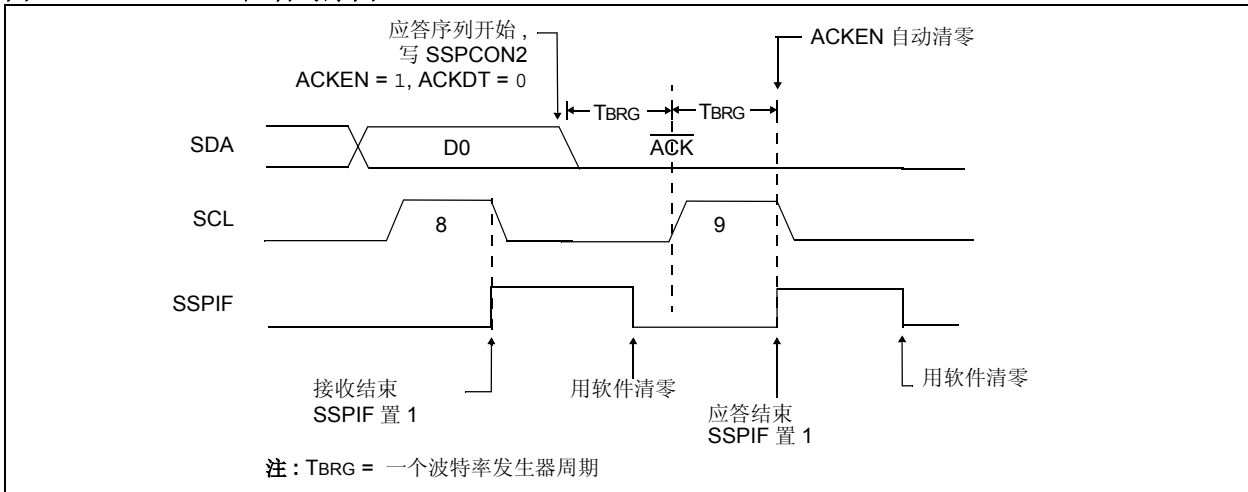 应答序列开始 ,
写 SSPCON2
ACKEN = 1, ACKDT = 0
ACKEN 自动清零
TBRG
TBRG
SDA
D0
ACK
SCL
8
9
SSPIF
接收结束
SSPIF 置 1
用软件清零
应答结束
SSPIF 置 1
用软件清零
注 : TBRG = 一个波特率发生器周期